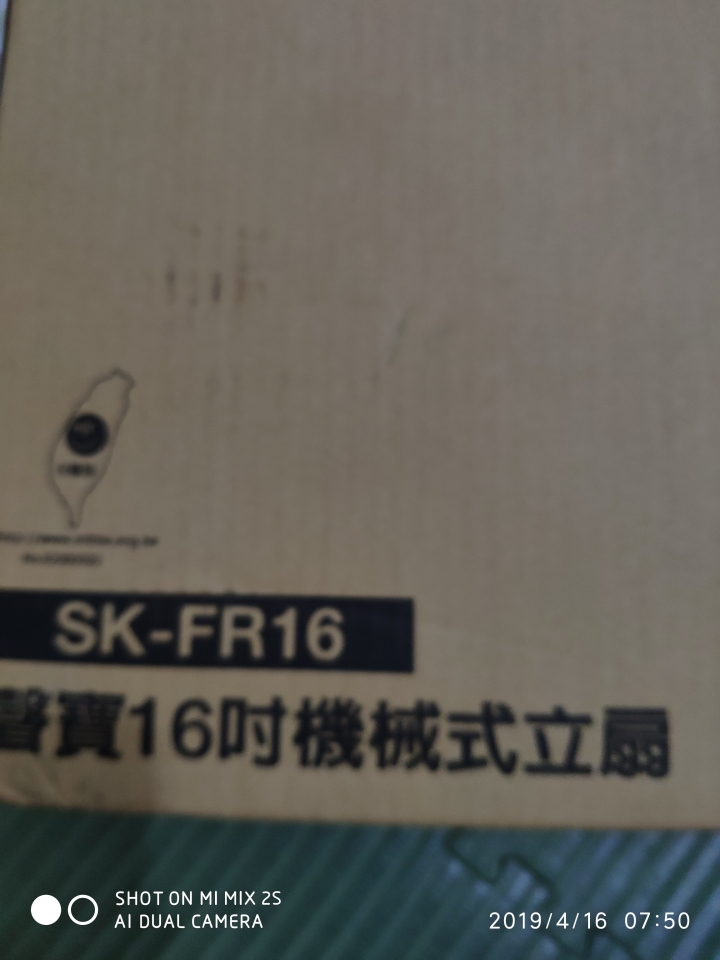 SK-FR16
聲寶16吋機械式立扇
SHOT ON MI MIX 2S
AI DUAL CAMERA
2019/4/16 07:50